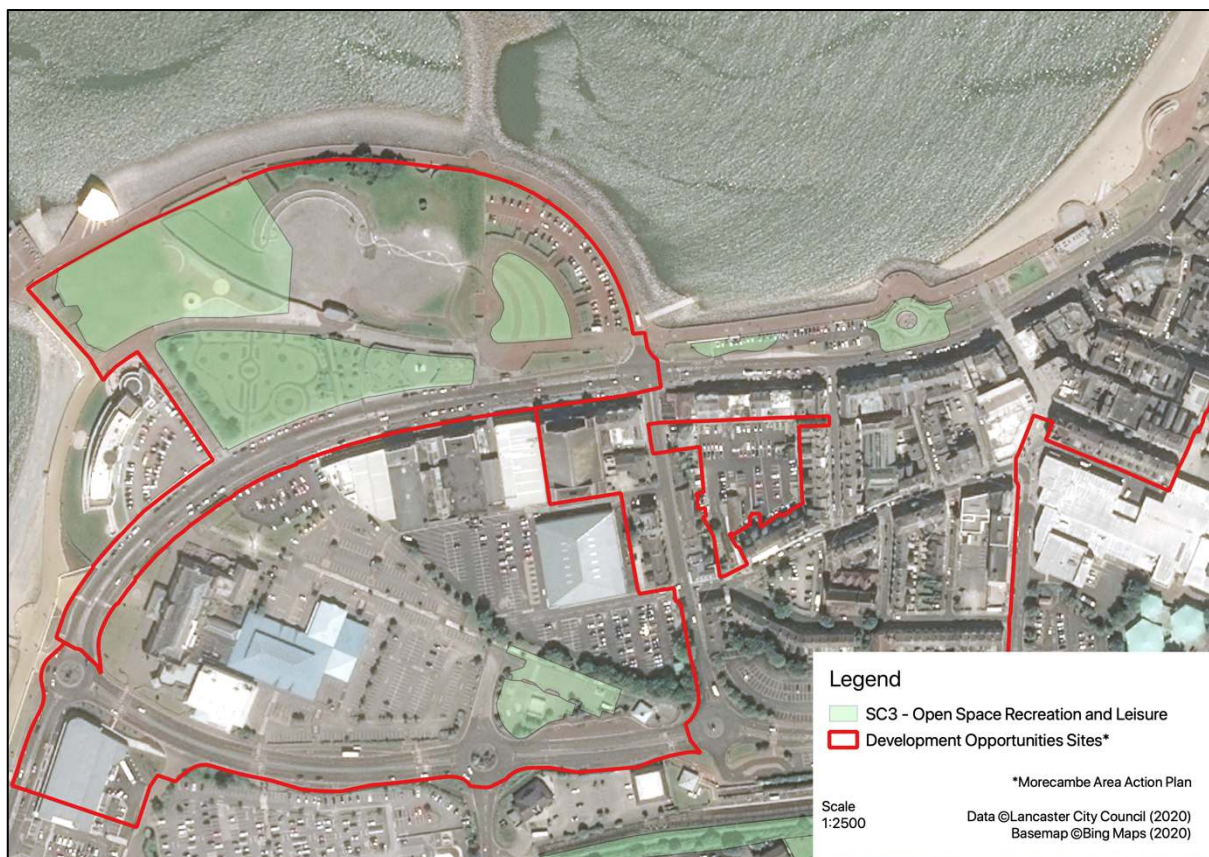 Legend
SC3 - Open Space Recreation and Leisure
Development Opportunities Sites*
*Morecambe Area Action Plan
Scale
1:2500
Data ©Lancaster City Council (2020)
Basemap ©Bing Maps (2020)